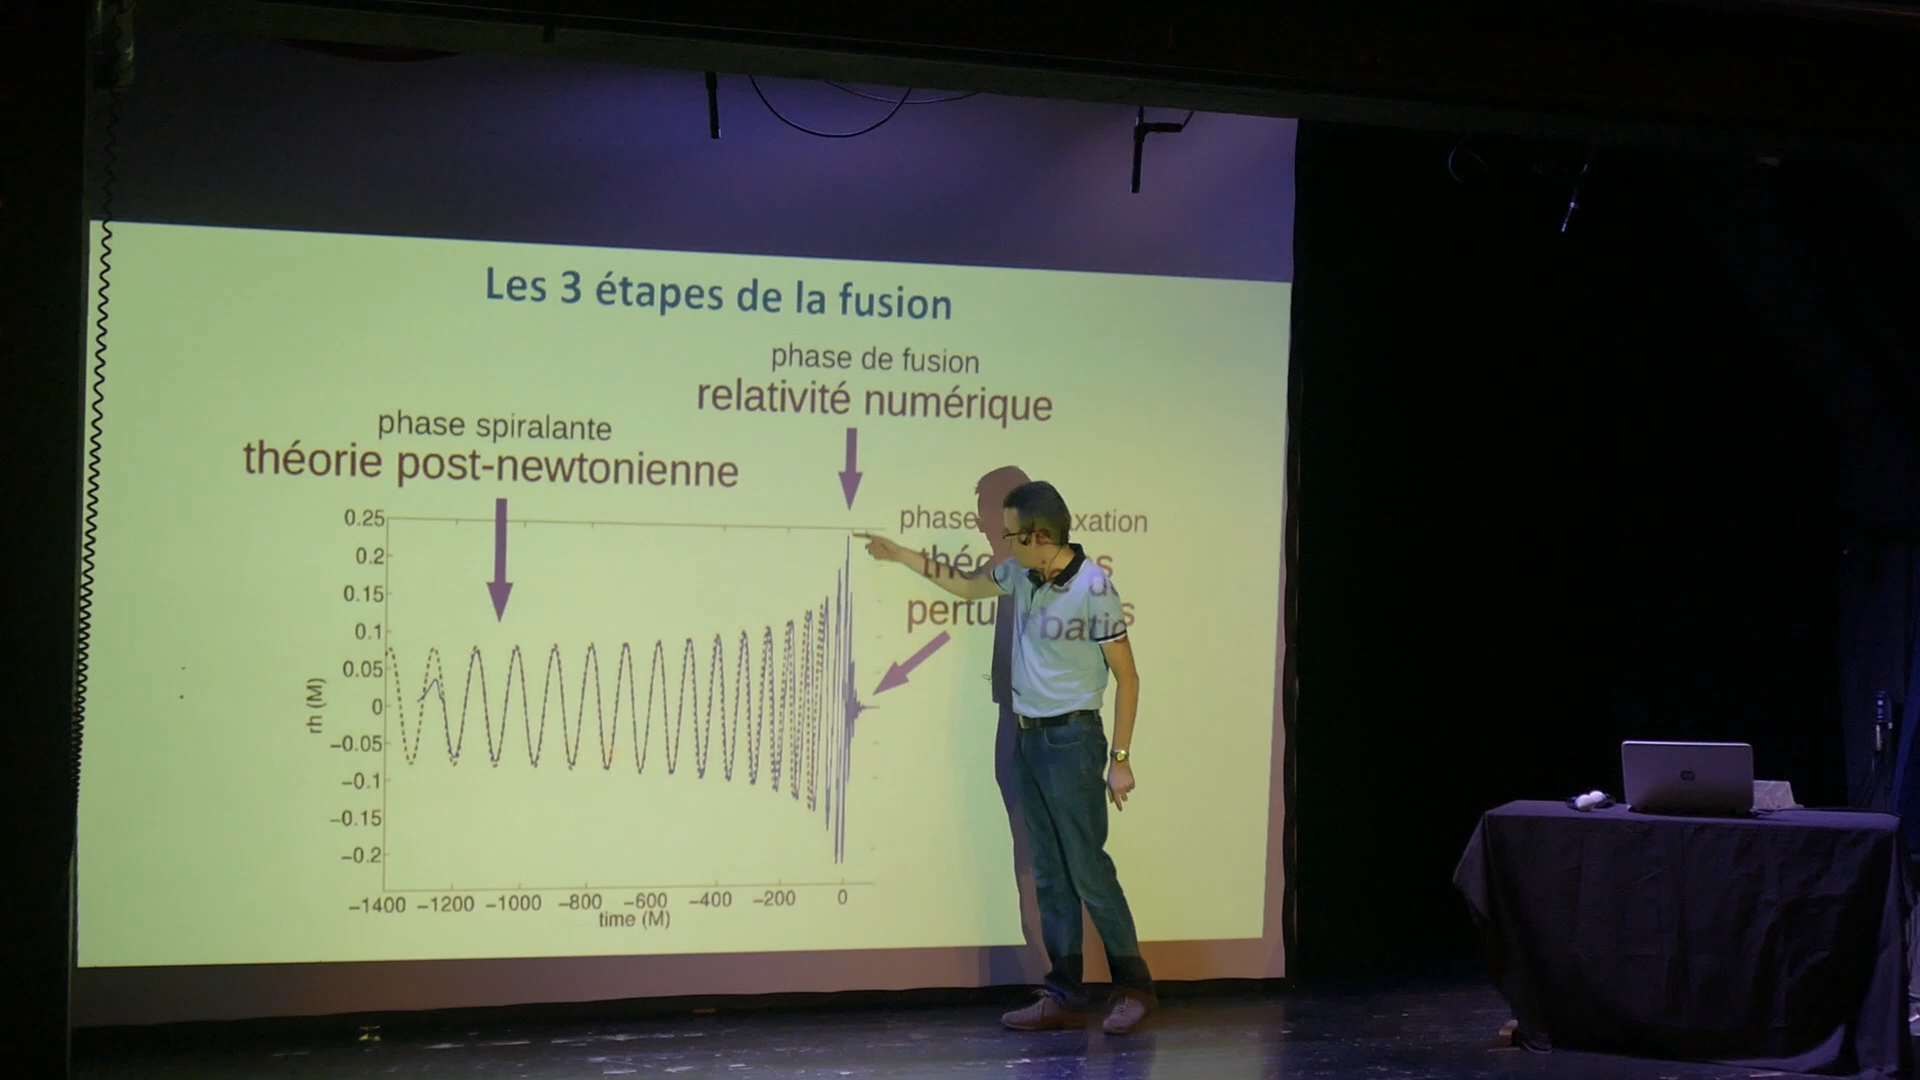 Les 3 étapes de la fusion
phase de fusion
relativité numérique
phase spiralante
théorie post-newtonienne
phase
0.25
0.2
0.15
0.1
0.05
0
−0.05
−0.1
−0.15
−0.2
rh (M)
−1400 −1200 −1000 −800 −600 −400 −200 0
time (M)